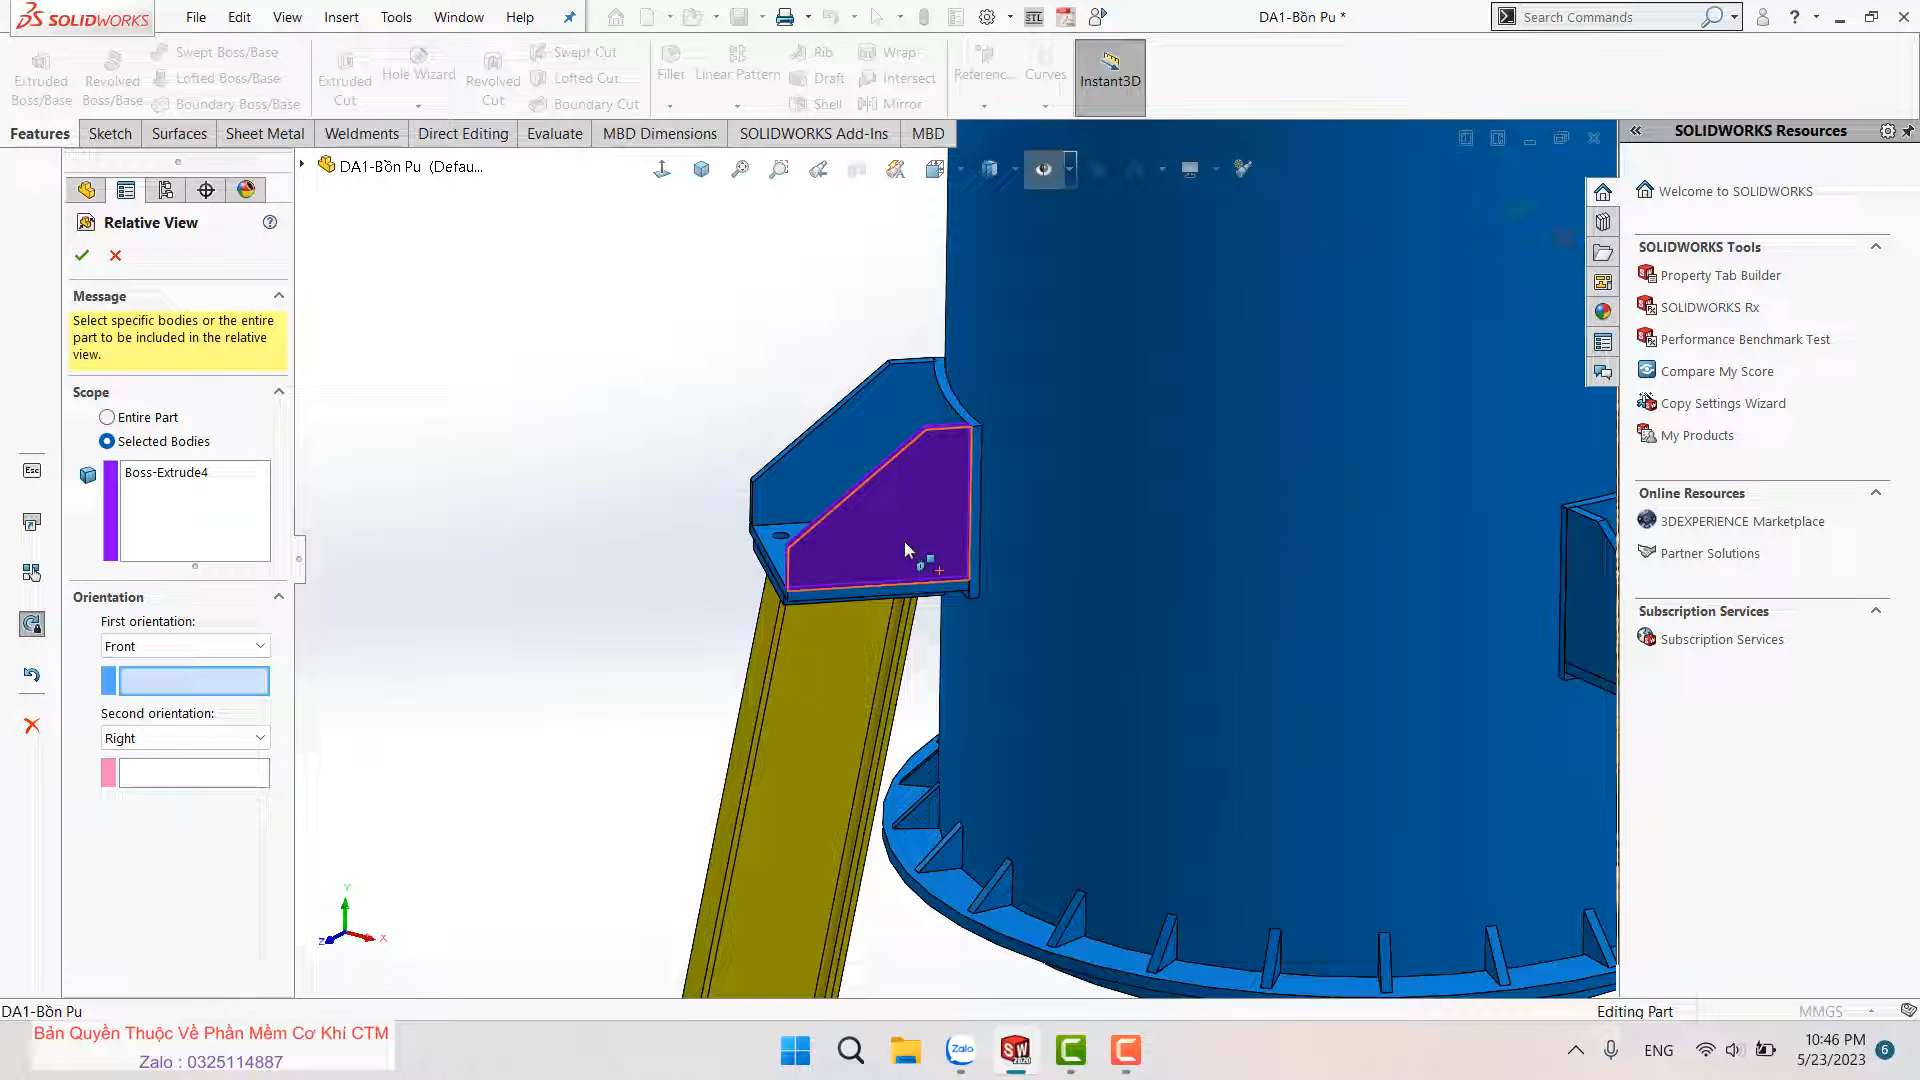 SOLIDWORKS
File Edit View Insert Tools Window Help
STL
DA1-Bồn Pu *
Search Commands
?
Extruded Boss/Base
Revolved Boss/Base
Swept Boss/Base
Lofted Boss/Base
Boundary Boss/Base
Extruded Cut
Hole Wizard
Revolved Cut
Swept Cut
Lofted Cut
Boundary Cut
Fillet
Linear Pattern
Rib
Draft
Shell
Wrap
Intersect
Mirror
Referenc...
Curves
Instant3D
Features Sketch Surfaces Sheet Metal Weldments Direct Editing Evaluate MBD Dimensions SOLIDWORKS Add-Ins MBD
DA1-Bồn Pu (Defau...
Relative View
Message
Select specific bodies or the entire
part to be included in the relative
view.
Scope
Entire Part
Selected Bodies
Boss-Extrude4
Orientation
First orientation:
Front
Second orientation:
Right
Esc
Y
Z
X
SOLIDWORKS Resources
Welcome to SOLIDWORKS
SOLIDWORKS Tools
Property Tab Builder
SOLIDWORKS Rx
Performance Benchmark Test
Compare My Score
Copy Settings Wizard
My Products
Online Resources
3DEXPERIENCE Marketplace
Partner Solutions
Subscription Services
Subscription Services
DA1-Bồn Pu
Editing Part
MMGS
Bản Quyền Thuộc Về Phần Mềm Cơ Khí CTM
Zalo : 0325114887
Zalo
SW
2020
C
C
ENG
10:46 PM
5/23/2023
6